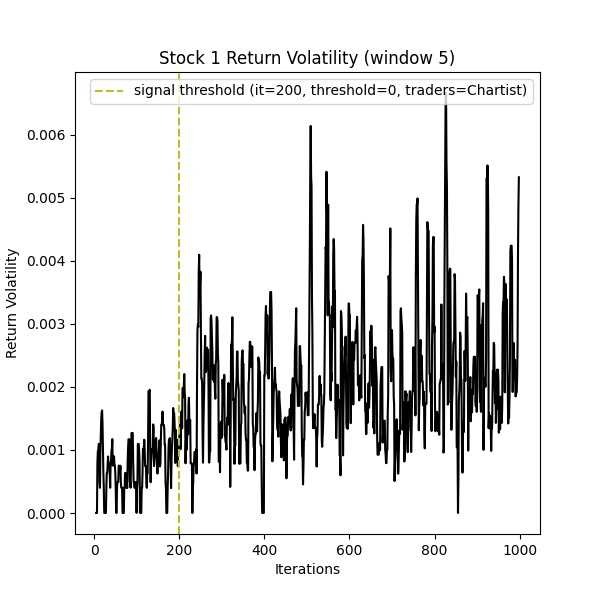 Stock 1 Return Volatility (window 5)
signal threshold (it=200, threshold=0, traders=Chartist)
Return Volatility
0.006
0.005
0.004
0.003
0.002
0.001
0.000
0 200 400 600 800 1000
Iterations